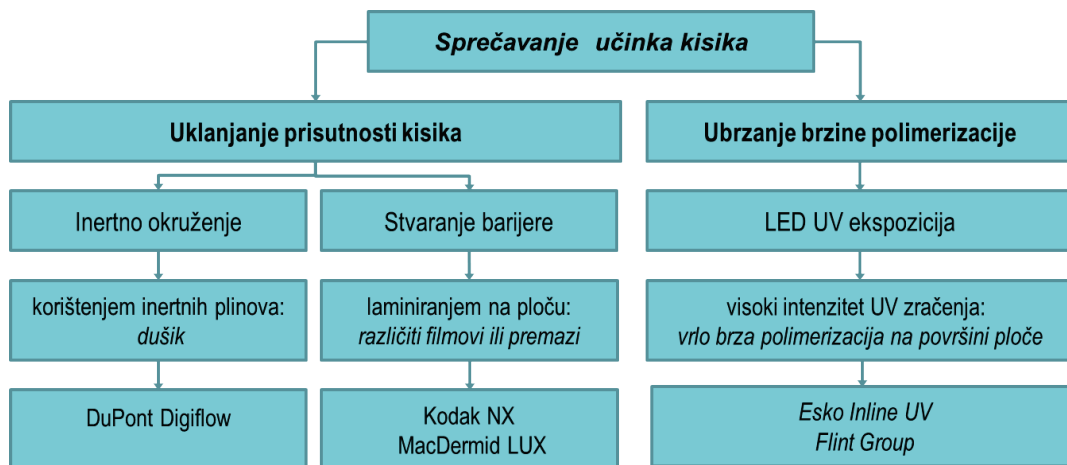 Sprečavanje učinka kisika
Uklanjanje prisutnosti kisika
Ubrzanje brzine polimerizacije
Inertno okruženje
Stvaranje barijere
LED UV ekspozicija
korištenjem inertnih plinova:
dušik
laminiranjem na ploču:
različiti filmovi ili premazi
visoki intenzitet UV zračenja:
vrlo brza polimerizacija na površini ploče
DuPont Digiflow
Kodak NX
MacDermid LUX
Esko Inline UV
Flint Group